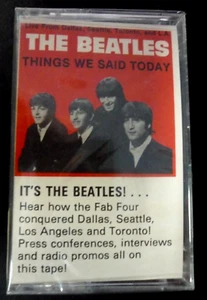 Live From Dallas, Seattle, Toronto, and L.A.
THE BEATLES
THINGS WE SAID TODAY
IT'S THE BEATLES! . . .
Hear how the Fab Four
conquered Dallas, Seattle,
Los Angeles and Toronto!
Press conferences, interviews
and radio promos all on
this tape!